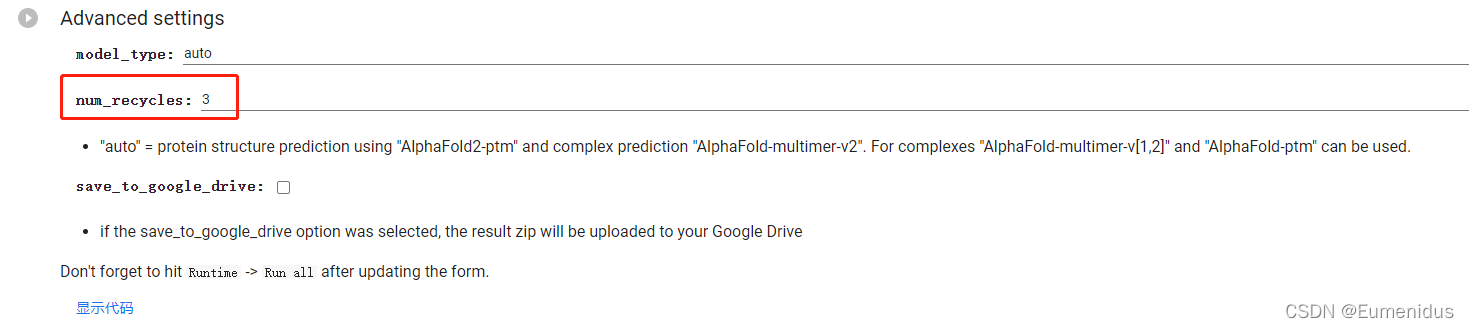 Advanced settings
model_type: auto
num_recycles: 3
• "auto" = protein structure prediction using "AlphaFold2-ptm" and complex prediction "AlphaFold-multimer-v2". For complexes "AlphaFold-multimer-v[1,2]" and "AlphaFold-ptm" can be used.
save_to_google_drive:
• if the save_to_google_drive option was selected, the result zip will be uploaded to your Google Drive
Don't forget to hit Runtime -> Run all after updating the form.
显示代码
CSDN @Eumenidus